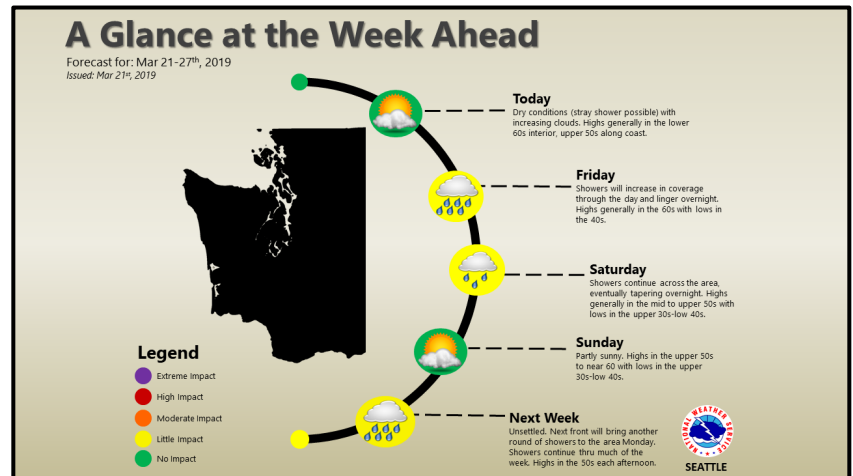 A Glance at the Week Ahead
Forecast for: Mar 21-27th, 2019
Issued: Mar 21st, 2019
Today
Dry conditions (stray shower possible) with
increasing clouds. Highs generally in the lower
60s interior, upper 50s along coast.
Friday
Showers will increase in coverage
through the day and linger overnight.
Highs generally in the 60s with lows in
the 40s.
Saturday
Showers continue across the area,
eventually tapering overnight. Highs
generally in the mid to upper 50s with
lows in the upper 30s-low 40s.
Sunday
Partly sunny. Highs in the upper 50s
to near 60 with lows in the upper
30s-low 40s.
Next Week
Unsettled. Next front will bring another
round of showers to the area Monday.
Showers continue thru much of the
week. Highs in the 50s each afternoon.
Legend
Extreme Impact
High Impact
Moderate Impact
Little Impact
No Impact
NATIONAL WEATHER SERVICE
SEATTLE